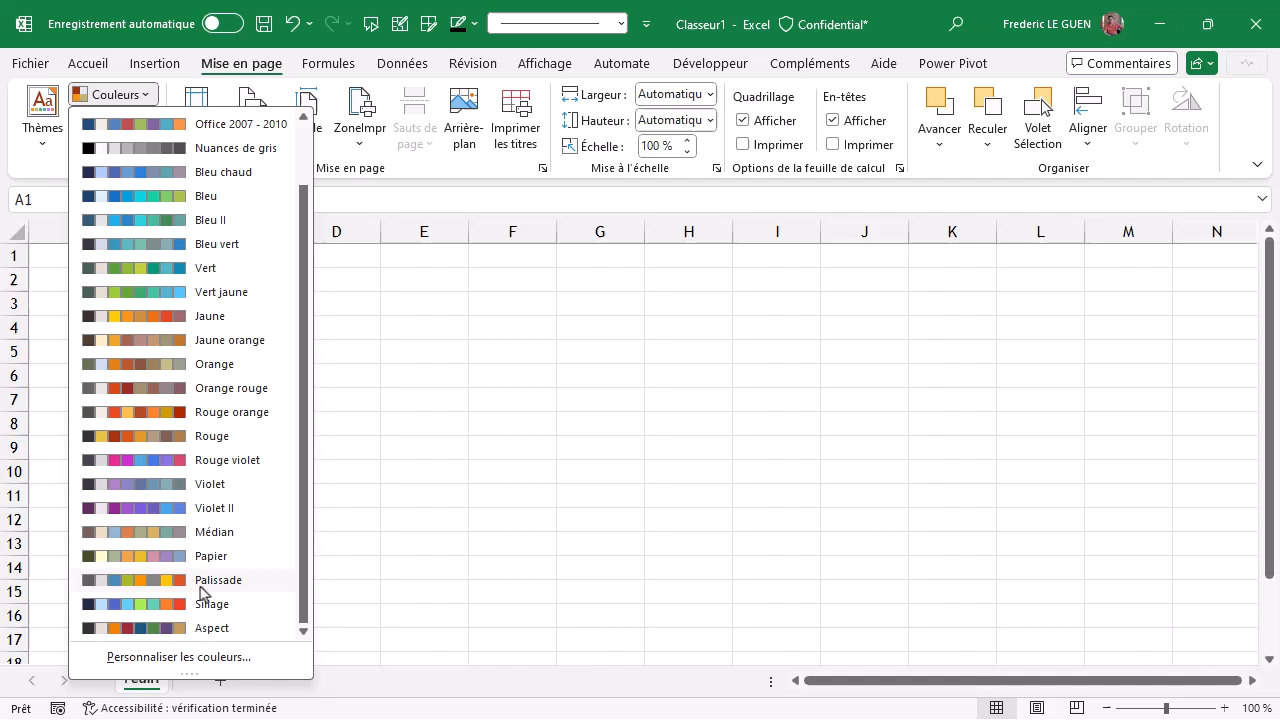 Enregistrement automatique
Classeur1 - Excel
Confidential*
Frederic LE GUEN
Fichier Accueil Insertion Mise en page Formules Données Révision Affichage Automate Développeur Compléments Aide Power Pivot
Commentaires
Thèmes
Couleurs
ZoneImpr
Sauts de
page
Arrière-
plan
Imprimer
les titres
Mise en page
Largeur : Automatiqu
Hauteur : Automatiqu
Échelle : 100 %
Mise à l'échelle
Quadrillage
Afficher
Imprimer
En-têtes
Afficher
Imprimer
Options de la feuille de calcul
Avancer
Reculer
Volet
Sélection
Aligner
Grouper
Rotation
Organiser
A1
D E F G H I J K L M N
1
2
3
4
5
6
7
8
9
10
11
12
13
14
15
16
17
18
Office 2007 - 2010
Nuances de gris
Bleu chaud
Bleu
Bleu II
Bleu vert
Vert
Vert jaune
Jaune
Jaune orange
Orange
Orange rouge
Rouge orange
Rouge
Rouge violet
Violet
Violet II
Médian
Papier
Palissade
Sillage
Aspect
Personnaliser les couleurs...
Prêt
Accessibilité : vérification terminée
100 %